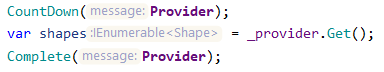 CountDown(message: Provider);
var shapes:IEnumerable<Shape> = _provider.Get();
Complete(message: Provider);